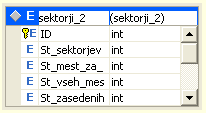 E sektorji_2 (sektorji_2)
ID int
E St_sektorjev int
E St_mest_za_ int
E St_vseh_mes int
E St_zasedenih int